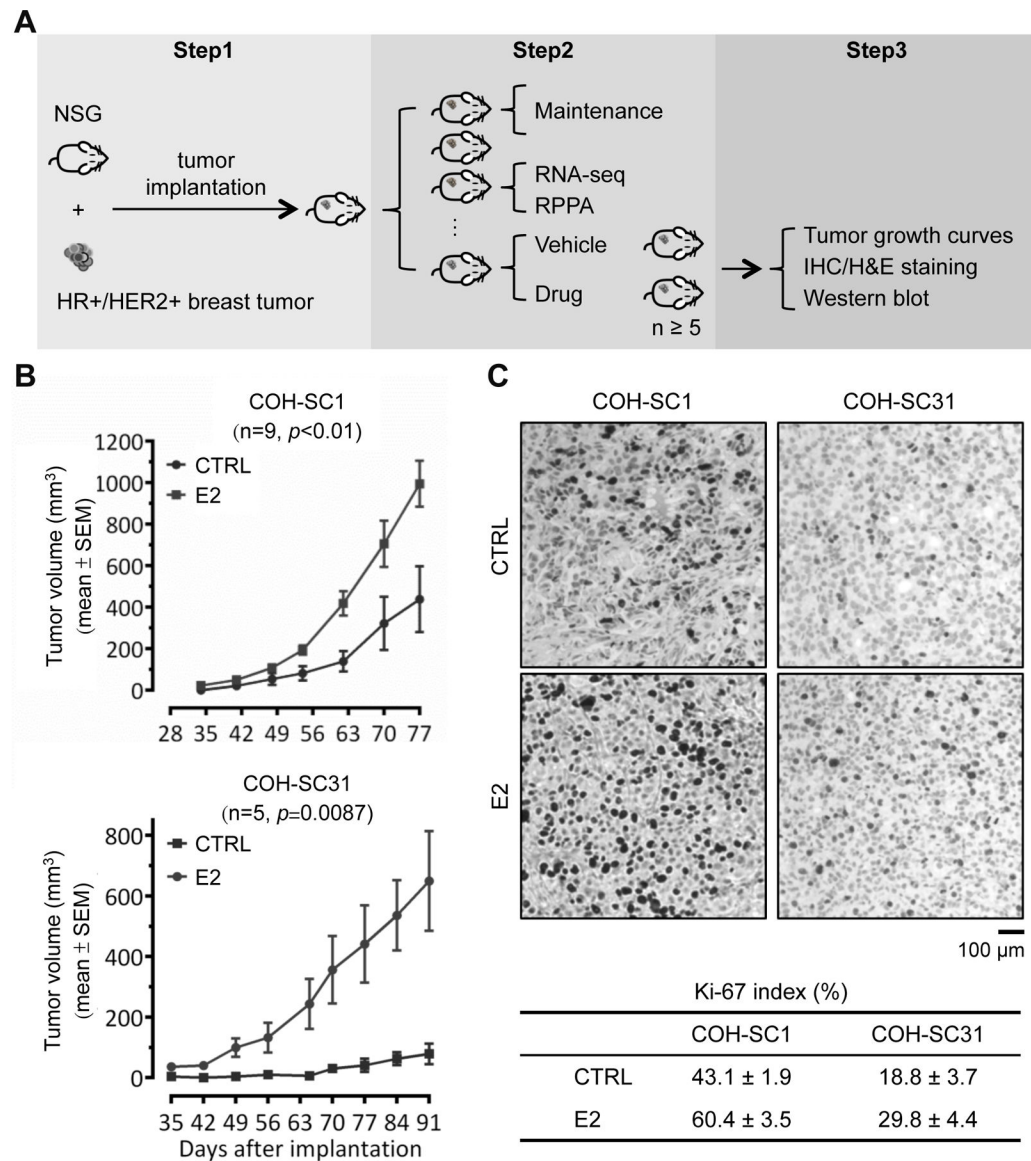 A
Step1
Step2
Step3
NSG
+
HR+/HER2+ breast tumor
tumor
implantation
Maintenance
RNA-seq
RPPA
...
Vehicle
Drug
n ≥ 5
Tumor growth curves
IHC/H&E staining
Western blot
B
COH-SC1
(n=9, p<0.01)
CTRL
E2
Tumor volume (mm³)
(mean ± SEM)
1200
1000
800
600
400
200
0
28 35 42 49 56 63 70 77
COH-SC31
(n=5, p=0.0087)
CTRL
E2
Tumor volume (mm³)
(mean ± SEM)
800
600
400
200
0
35 42 49 56 63 70 77 84 91
Days after implantation
C
COH-SC1 COH-SC31
CTRL
E2
100 µm
Ki-67 index (%)
COH-SC1 COH-SC31
CTRL 43.1 ± 1.9 18.8 ± 3.7
E2 60.4 ± 3.5 29.8 ± 4.4